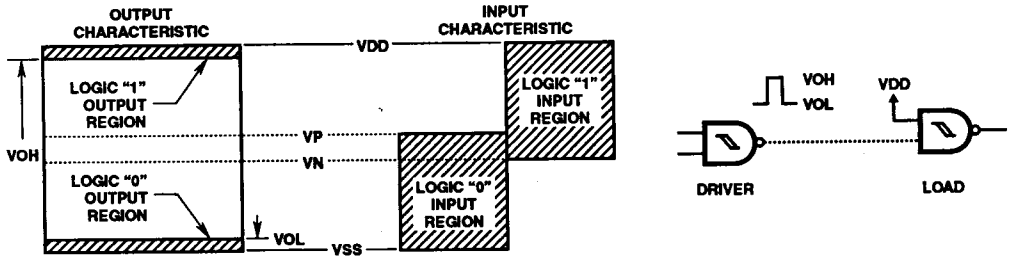 OUTPUT
CHARACTERISTIC
INPUT
CHARACTERISTIC
VDD
LOGIC "1"
OUTPUT
REGION
LOGIC "1"
INPUT
REGION
VOH
VP
VN
LOGIC "0"
OUTPUT
REGION
LOGIC "0"
INPUT
REGION
VOL
VSS
VOH
VOL
VDD
DRIVER
LOAD